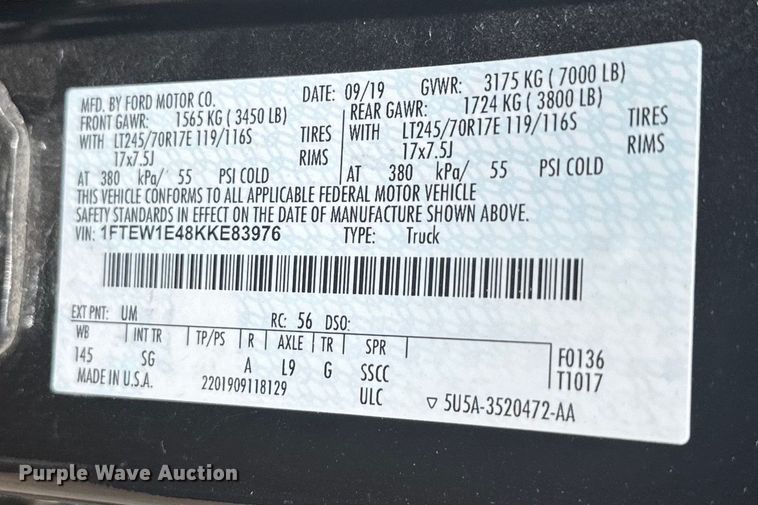 MFD. BY FORD MOTOR CO. DATE: 09/19 GVWR: 3175 KG ( 7000 LB)
FRONT GAWR: 1565 KG ( 3450 LB) REAR GAWR: 1724 KG ( 3800 LB)
WITH LT245/70R17E 119/116S TIRES WITH LT245/70R17E 119/116S TIRES
17x7.5J RIMS 17x7.5J RIMS
AT 380 kPa/ 55 PSI COLD AT 380 kPa/ 55 PSI COLD
THIS VEHICLE CONFORMS TO ALL APPLICABLE FEDERAL MOTOR VEHICLE
SAFETY STANDARDS IN EFFECT ON THE DATE OF MANUFACTURE SHOWN ABOVE.
VIN: 1FTEW1E48KKE83976 TYPE: Truck
EXT PNT: UM RC: 56 DSO:
WB INT TR TP/PS R AXLE TR SPR F0136
145 SG A L9 G SSCC T1017
MADE IN U.S.A. 2201909118129 ULC ▽ 5U5A-3520472-AA
Purple Wave Auction